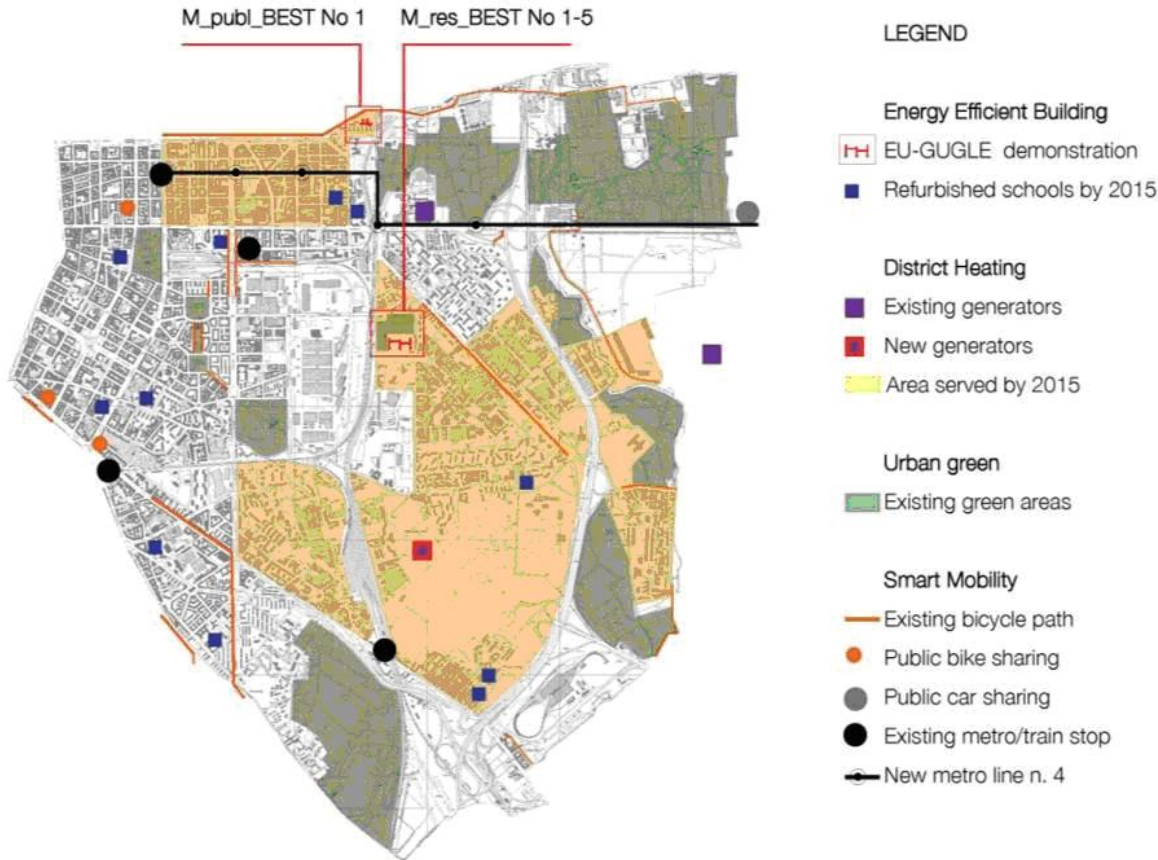 M_publ_BEST No 1
M_res_BEST No 1-5
LEGEND
Energy Efficient Building
EU-GUGLE demonstration
Refurbished schools by 2015
District Heating
Existing generators
New generators
Area served by 2015
Urban green
Existing green areas
Smart Mobility
Existing bicycle path
Public bike sharing
Public car sharing
Existing metro/train stop
New metro line n. 4